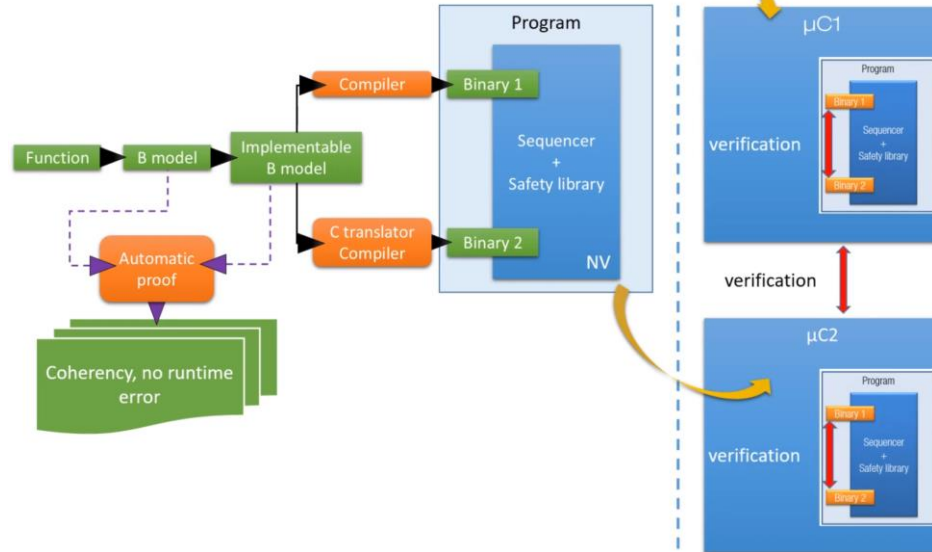 Program
Compiler
Binary 1
Function
B model
Implementable
B model
Sequencer
+
Safety library
C translator
Compiler
Binary 2
NV
Automatic
proof
Coherency, no runtime
error
µC1
Program
Binary 1
verification
Sequencer
+
Safety library
Binary 2
verification
µC2
Program
Binary 1
Sequencer
+
Safety library
verification
Binary 2